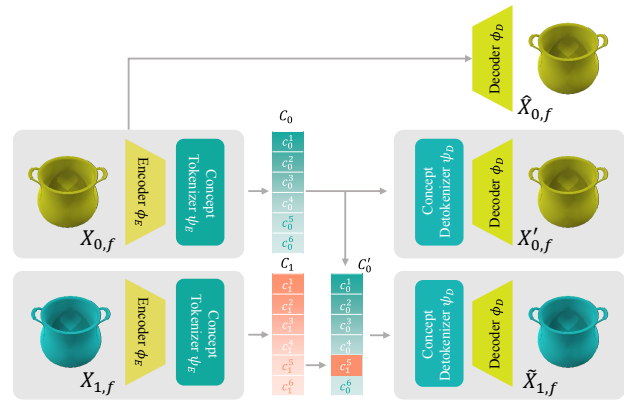 Decoder ϕ_D
X̂_{0,f}
C_0
Encoder ϕ_E
Concept
Tokenizer ψ_E
X_{0,f}
c_0^1
c_0^2
c_0^3
c_0^4
c_0^5
c_0^6
Concept
Detokenizer ψ_D
Decoder ϕ_D
X'_{0,f}
C_1
C'_0
Encoder ϕ_E
Concept
Tokenizer ψ_E
X_{1,f}
c_1^1
c_1^2
c_1^3
c_1^4
c_1^5
c_1^6
c_0^1
c_0^2
c_0^3
c_0^4
c_1^5
c_0^6
Concept
Detokenizer ψ_D
Decoder ϕ_D
X̃_{1,f}